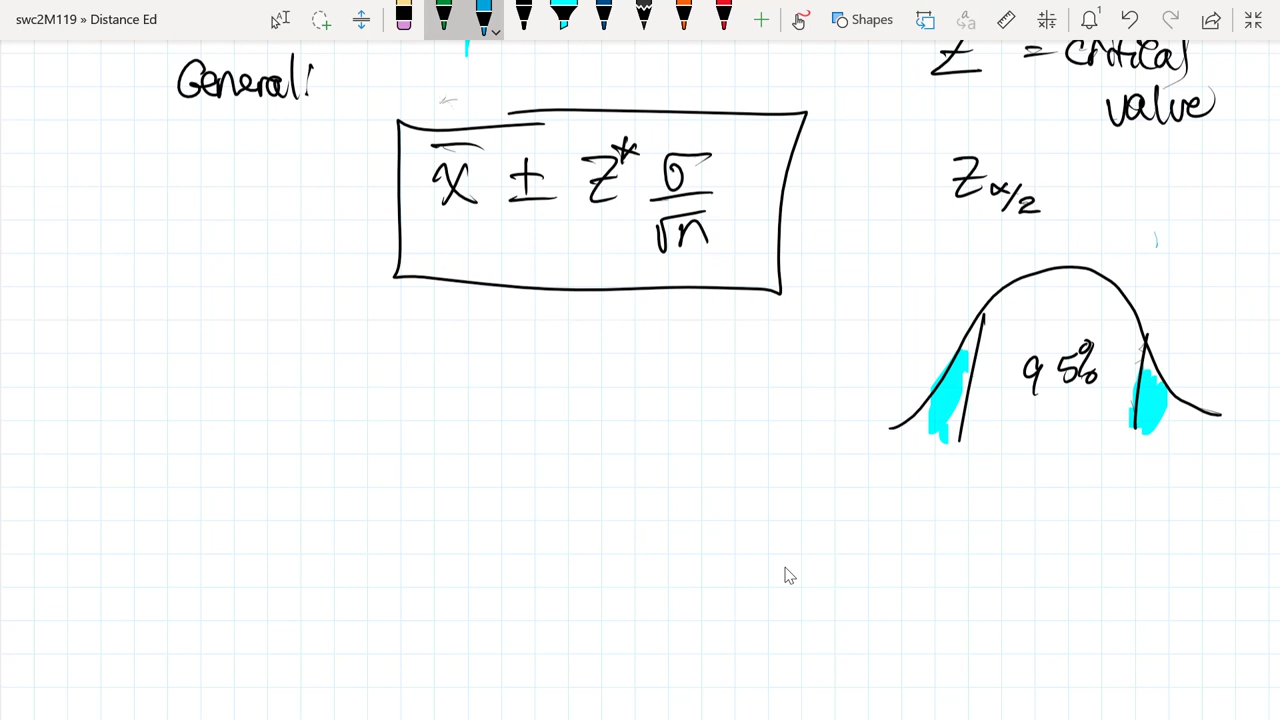 swc2M119 » Distance Ed
Shapes
General:
x̄ ± z* σ/√n
Z = critical
value
Z α/2
95%